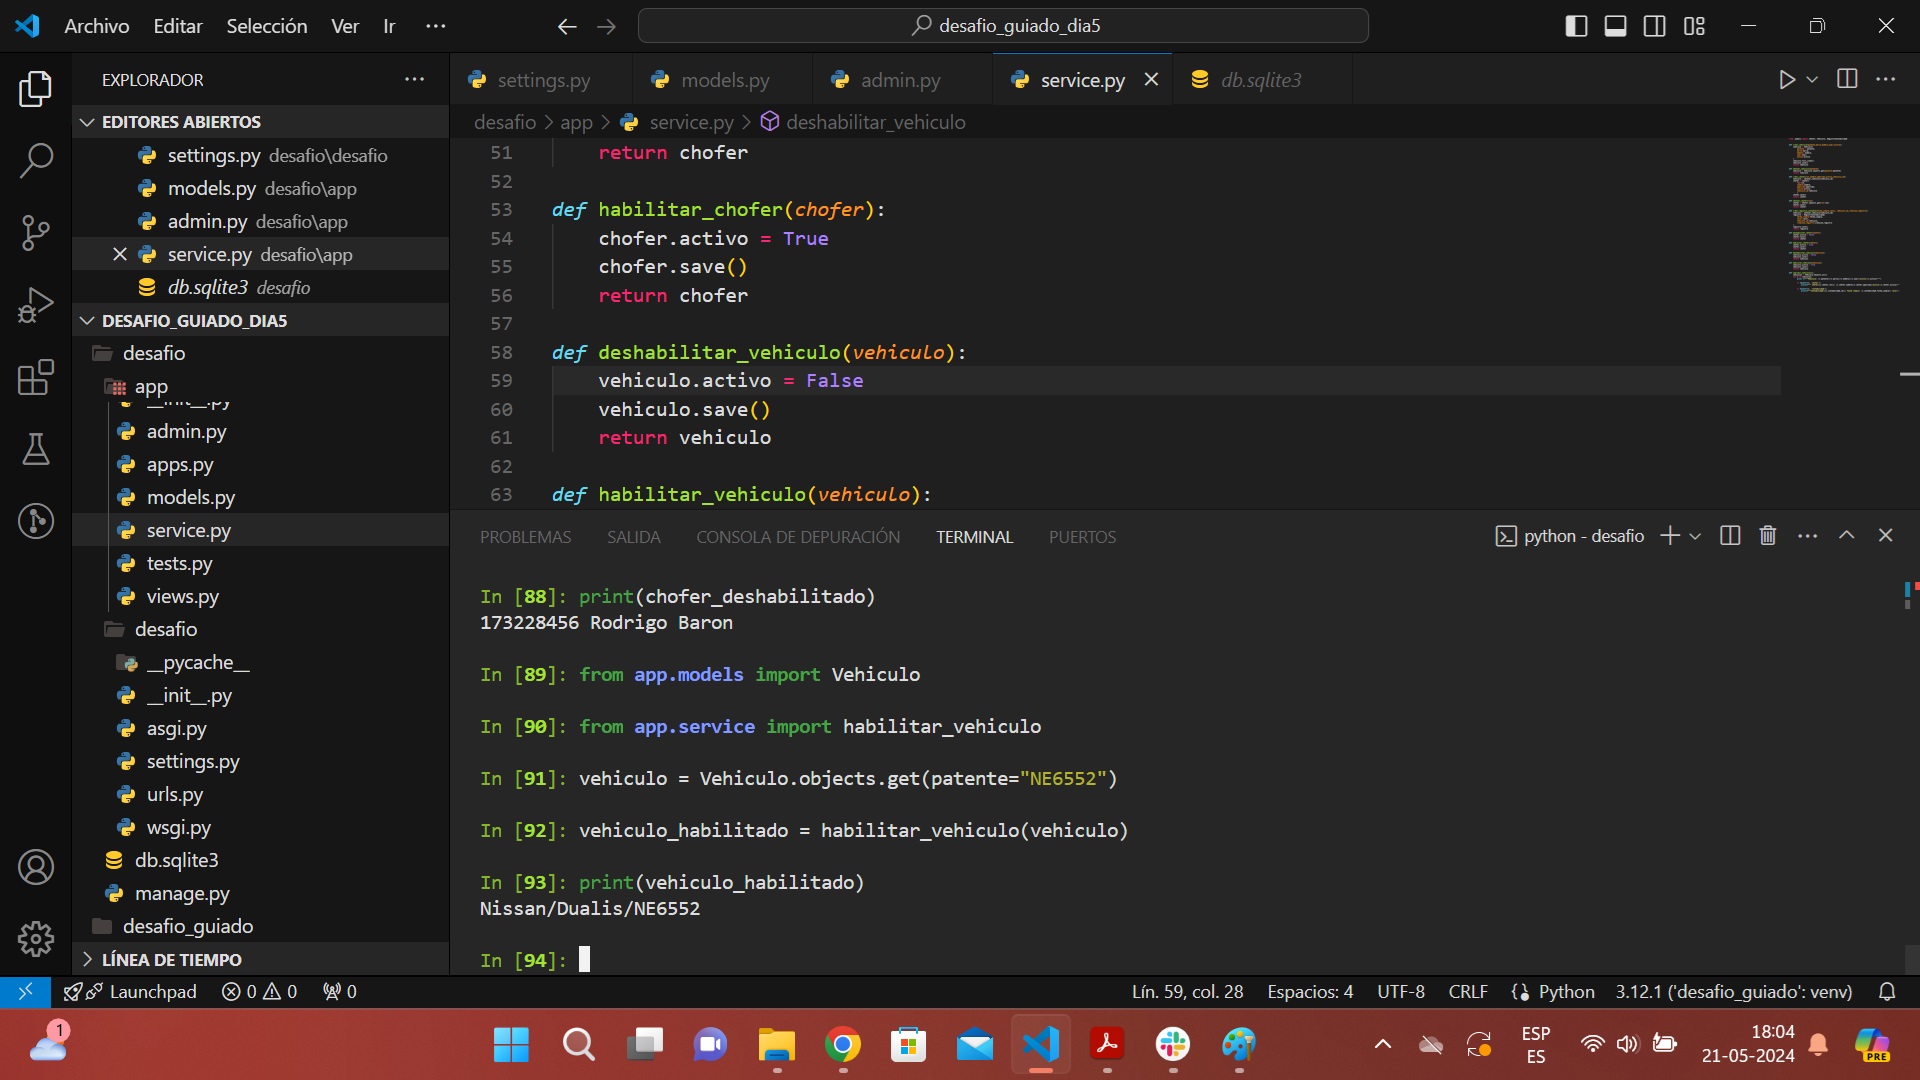 Archivo Editar Selección Ver Ir ···
desafio_guiado_dia5
EXPLORADOR ···
EDITORES ABIERTOS
settings.py desafio\desafio
models.py desafio\app
admin.py desafio\app
service.py desafio\app
db.sqlite3 desafio
DESAFIO_GUIADO_DIA5
desafio
app
__init__.py
admin.py
apps.py
models.py
service.py
tests.py
views.py
desafio
__pycache__
__init__.py
asgi.py
settings.py
urls.py
wsgi.py
db.sqlite3
manage.py
desafio_guiado
LÍNEA DE TIEMPO
settings.py models.py admin.py service.py db.sqlite3
desafio > app > service.py > deshabilitar_vehiculo
51 return chofer
52
53 def habilitar_chofer(chofer):
54 chofer.activo = True
55 chofer.save()
56 return chofer
57
58 def deshabilitar_vehiculo(vehiculo):
59 vehiculo.activo = False
60 vehiculo.save()
61 return vehiculo
62
63 def habilitar_vehiculo(vehiculo):
PROBLEMAS SALIDA CONSOLA DE DEPURACIÓN TERMINAL PUERTOS
python - desafio
In [88]: print(chofer_deshabilitado)
173228456 Rodrigo Baron
In [89]: from app.models import Vehiculo
In [90]: from app.service import habilitar_vehiculo
In [91]: vehiculo = Vehiculo.objects.get(patente="NE6552")
In [92]: vehiculo_habilitado = habilitar_vehiculo(vehiculo)
In [93]: print(vehiculo_habilitado)
Nissan/Dualis/NE6552
In [94]:
Launchpad 0 0 0
Lín. 59, col. 28 Espacios: 4 UTF-8 CRLF Python 3.12.1 ('desafio_guiado': venv)
1
ESP
ES
18:04
21-05-2024
PRE